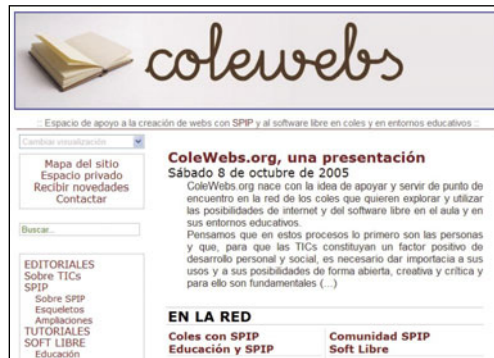 colewebs
:: Espacio de apoyo a la creación de webs con SPIP y al software libre en coles y en entornos educativos ::
Cambiar visualización
Mapa del sitio
Espacio privado
Recibir novedades
Contactar
Buscar...
EDITORIALES
Sobre TICs
SPIP
Sobre SPIP
Esqueletos
Ampliaciones
TUTORIALES
SOFT LIBRE
Educación
ColeWebs.org, una presentación
Sábado 8 de octubre de 2005
ColeWebs.org nace con la idea de apoyar y servir de punto de
encuentro en la red de los coles que quieren explorar y utilizar
las posibilidades de internet y del software libre en el aula y en
sus entornos educativos.
Pensamos que en estos procesos lo primero son las personas
y que, para que las TICs constituyan un factor positivo de
desarrollo personal y social, es necesario dar importacia a sus
usos y a sus posibilidades de forma abierta, creativa y crítica y
para ello son fundamentales (...)
EN LA RED
Coles con SPIP
Educación y SPIP
Comunidad SPIP
Soft Libre